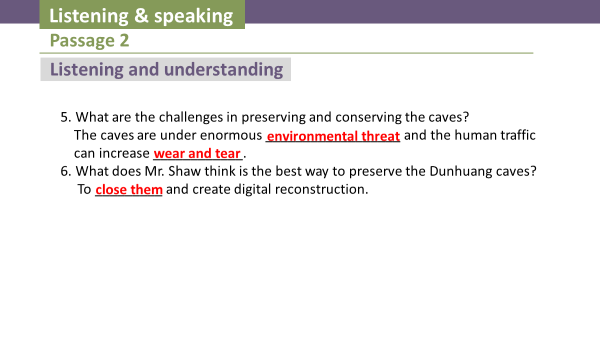 Listening & speaking
Passage 2
Listening and understanding
5. What are the challenges in preserving and conserving the caves?
The caves are under enormous environmental threat and the human traffic
can increase wear and tear.
6. What does Mr. Shaw think is the best way to preserve the Dunhuang caves?
To close them and create digital reconstruction.